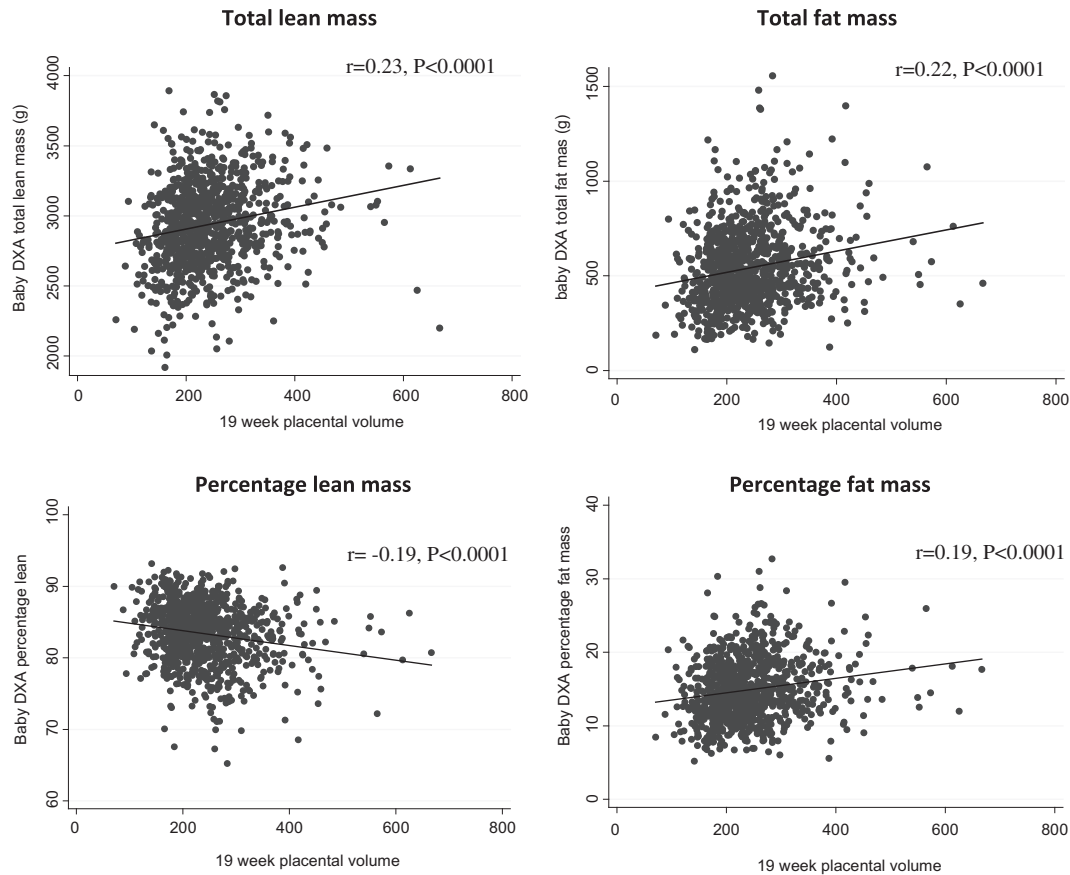 Total lean mass
r=0.23, P<0.0001
Baby DXA total lean mass (g)
4000
3500
3000
2500
2000
0 200 400 600 800
19 week placental volume
Total fat mass
r=0.22, P<0.0001
baby DXA total fat mas (g)
1500
1000
500
0
0 200 400 600 800
19 week placental volume
Percentage lean mass
r= -0.19, P<0.0001
Baby DXA percentage lean
100
90
80
70
60
0 200 400 600 800
19 week placental volume
Percentage fat mass
r=0.19, P<0.0001
Baby DXA percentage fat mass
40
30
20
10
0
0 200 400 600 800
19 week placental volume